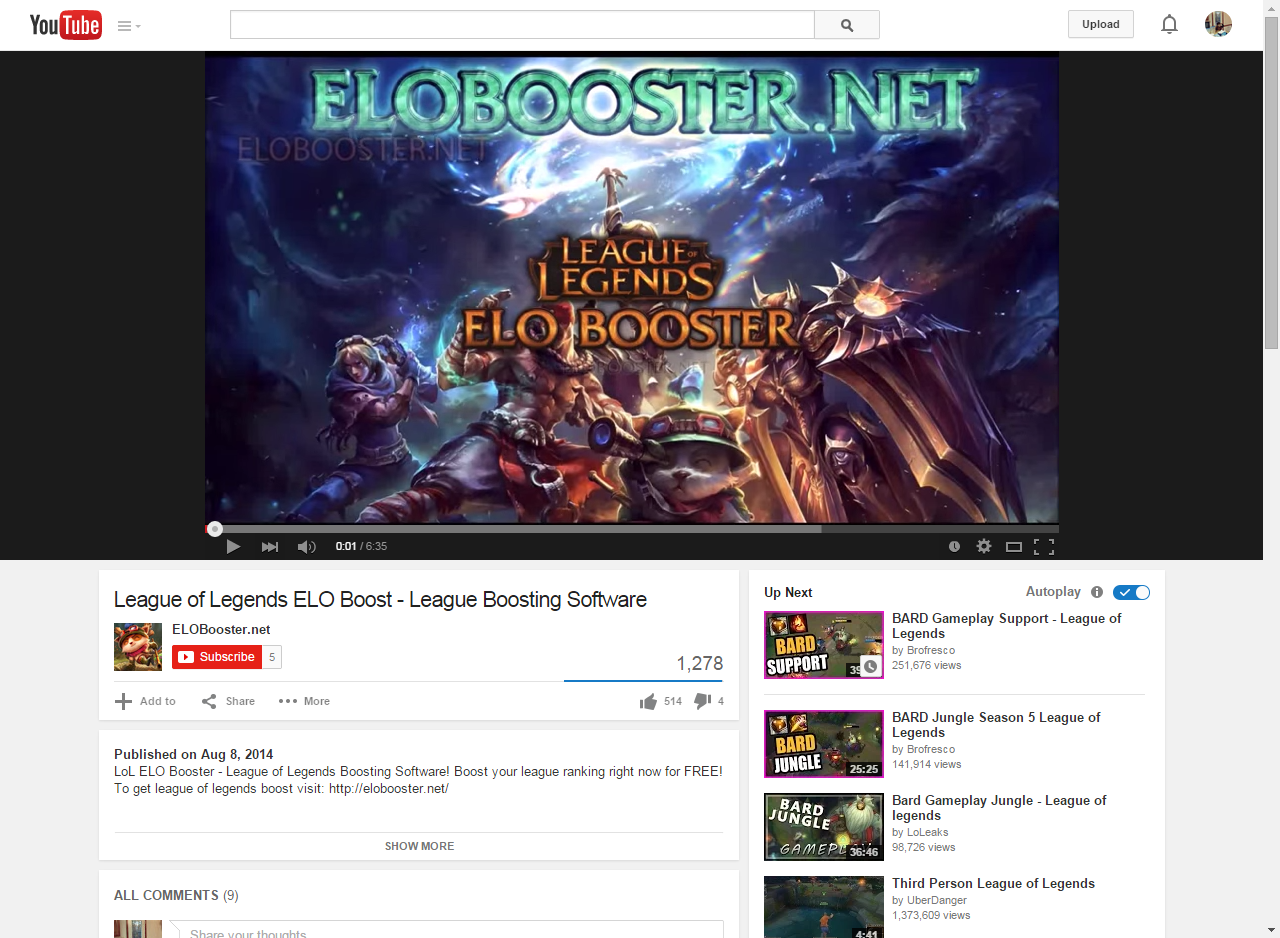 YouTube
Upload
ELOBOOSTER.NET
ELOBOOSTER.NET
LEAGUE OF
LEGENDS
ELO BOOSTER
0:01 / 6:35
League of Legends ELO Boost - League Boosting Software
ELOBooster.net
Subscribe 5
1,278
Add to Share More 514 4
Published on Aug 8, 2014
LoL ELO Booster - League of Legends Boosting Software! Boost your league ranking right now for FREE!
To get league of legends boost visit: http://elobooster.net/
SHOW MORE
ALL COMMENTS (9)
Share your thoughts
Up Next
Autoplay
BARD
SUPPORT
BARD Gameplay Support - League of
Legends
by Brofresco
251,676 views
BARD
JUNGLE
25:25
BARD Jungle Season 5 League of
Legends
by Brofresco
141,914 views
BARD
JUNGLE
GAMEPL
36:46
Bard Gameplay Jungle - League of
legends
by LoLeaks
98,726 views
4:41
Third Person League of Legends
by UberDanger
1,373,609 views